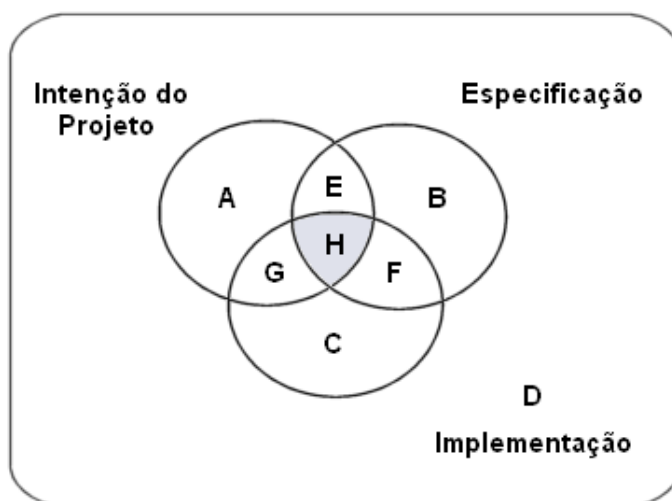 Intenção do
Projeto
Especificação
A
E
B
H
G
F
C
D
Implementação